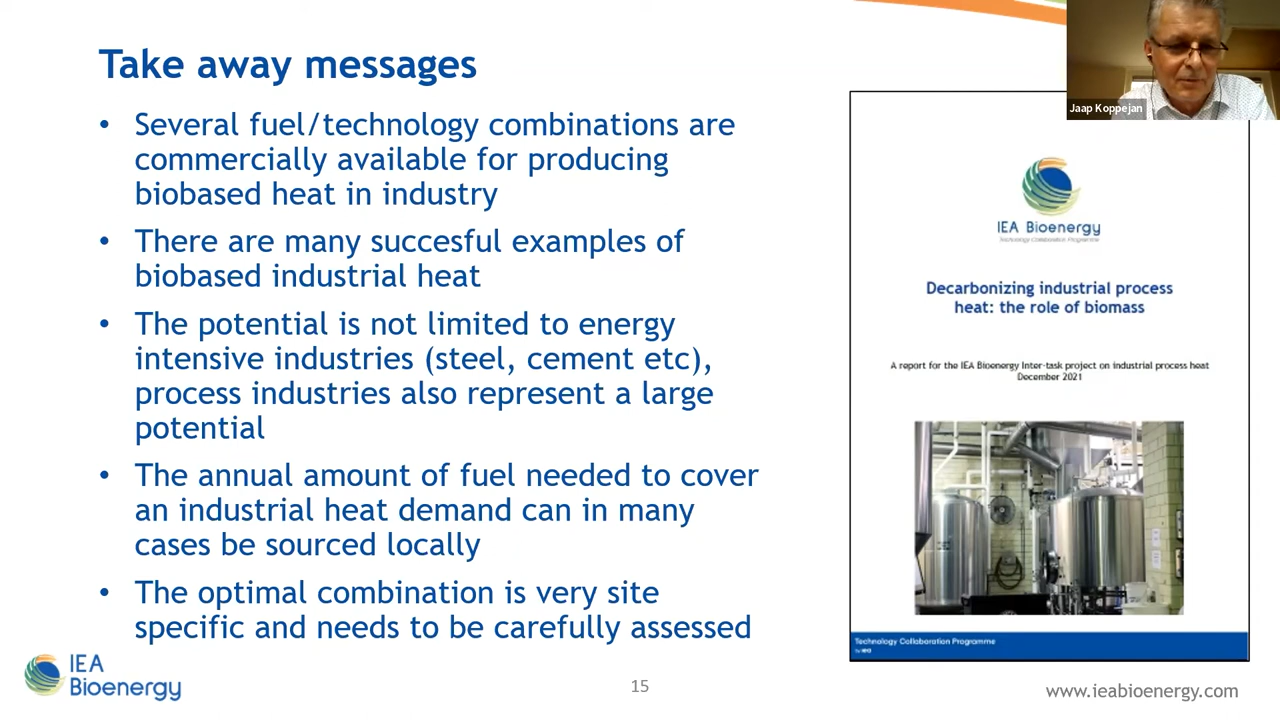 Take away messages
• Several fuel/technology combinations are
commercially available for producing
biobased heat in industry
• There are many succesful examples of
biobased industrial heat
• The potential is not limited to energy
intensive industries (steel, cement etc),
process industries also represent a large
potential
• The annual amount of fuel needed to cover
an industrial heat demand can in many
cases be sourced locally
• The optimal combination is very site
specific and needs to be carefully assessed
Jaap Koppejan
IEA Bioenergy
Technology Collaboration Programme
Decarbonizing industrial process
heat: the role of biomass
A report for the IEA Bioenergy Inter-task project on industrial process heat
December 2021
Technology Collaboration Programme
by iea
IEA
Bioenergy
15
www.ieabioenergy.com